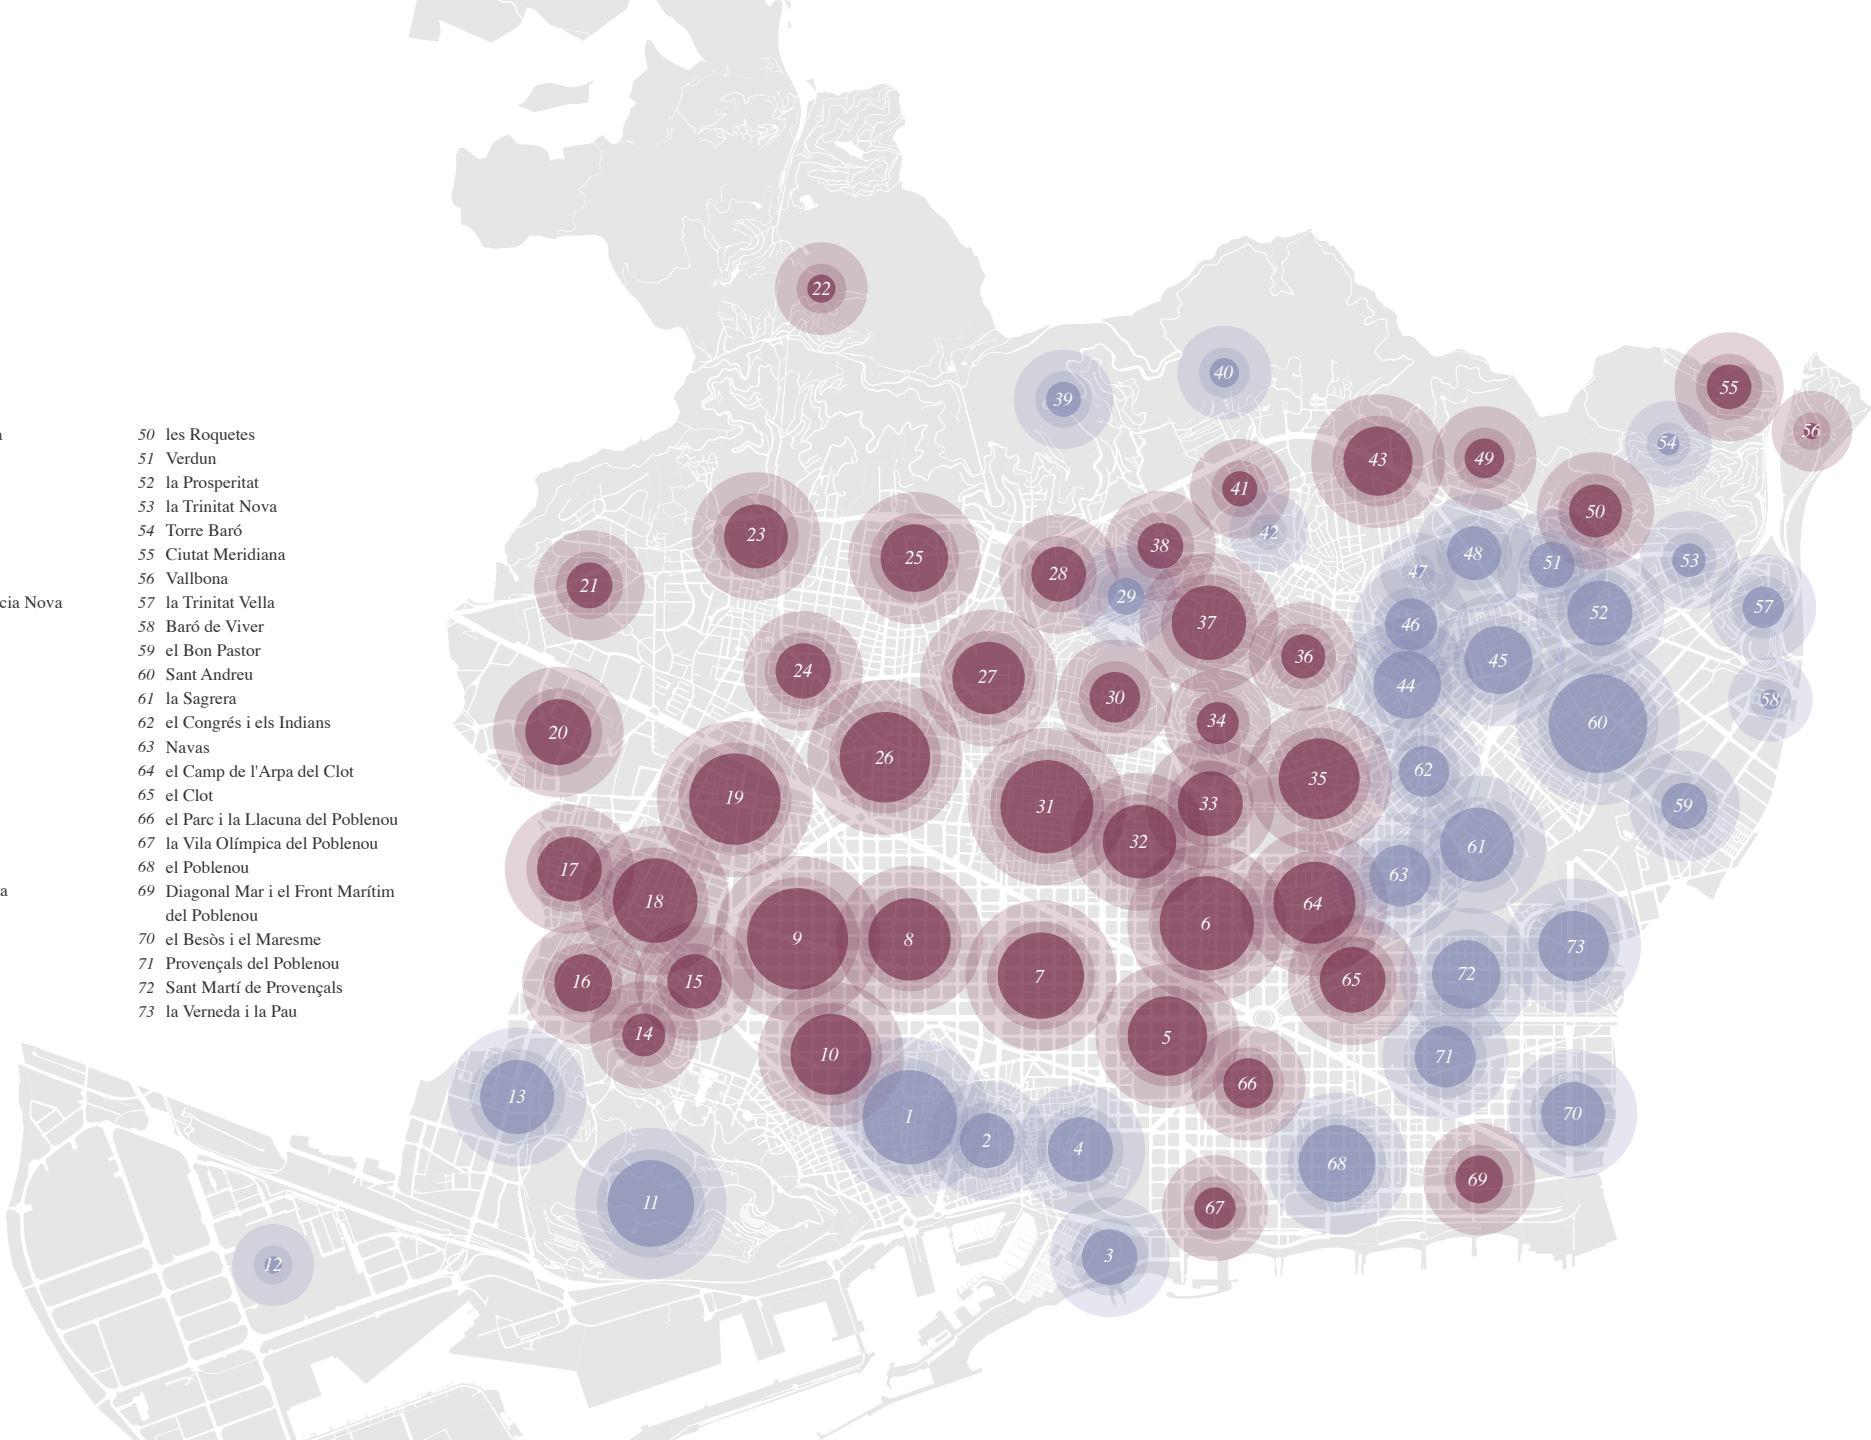 a
cia Nova
a
50 les Roquetes
51 Verdun
52 la Prosperitat
53 la Trinitat Nova
54 Torre Baró
55 Ciutat Meridiana
56 Vallbona
57 la Trinitat Vella
58 Baró de Viver
59 el Bon Pastor
60 Sant Andreu
61 la Sagrera
62 el Congrés i els Indians
63 Navas
64 el Camp de l'Arpa del Clot
65 el Clot
66 el Parc i la Llacuna del Poblenou
67 la Vila Olímpica del Poblenou
68 el Poblenou
69 Diagonal Mar i el Front Marítim
del Poblenou
70 el Besòs i el Maresme
71 Provençals del Poblenou
72 Sant Martí de Provençals
73 la Verneda i la Pau
22
40
39
55
56
54
43
49
41
50
42
23
38
25
48
53
51
28
47
21
29
57
52
37
46
36
45
24
27
44
30
58
34
60
20
26
62
35
19
33
59
31
32
61
17
63
18
64
6
9
8
73
72
7
65
16
15
14
5
10
71
66
13
70
1
2
4
68
69
11
67
3
12